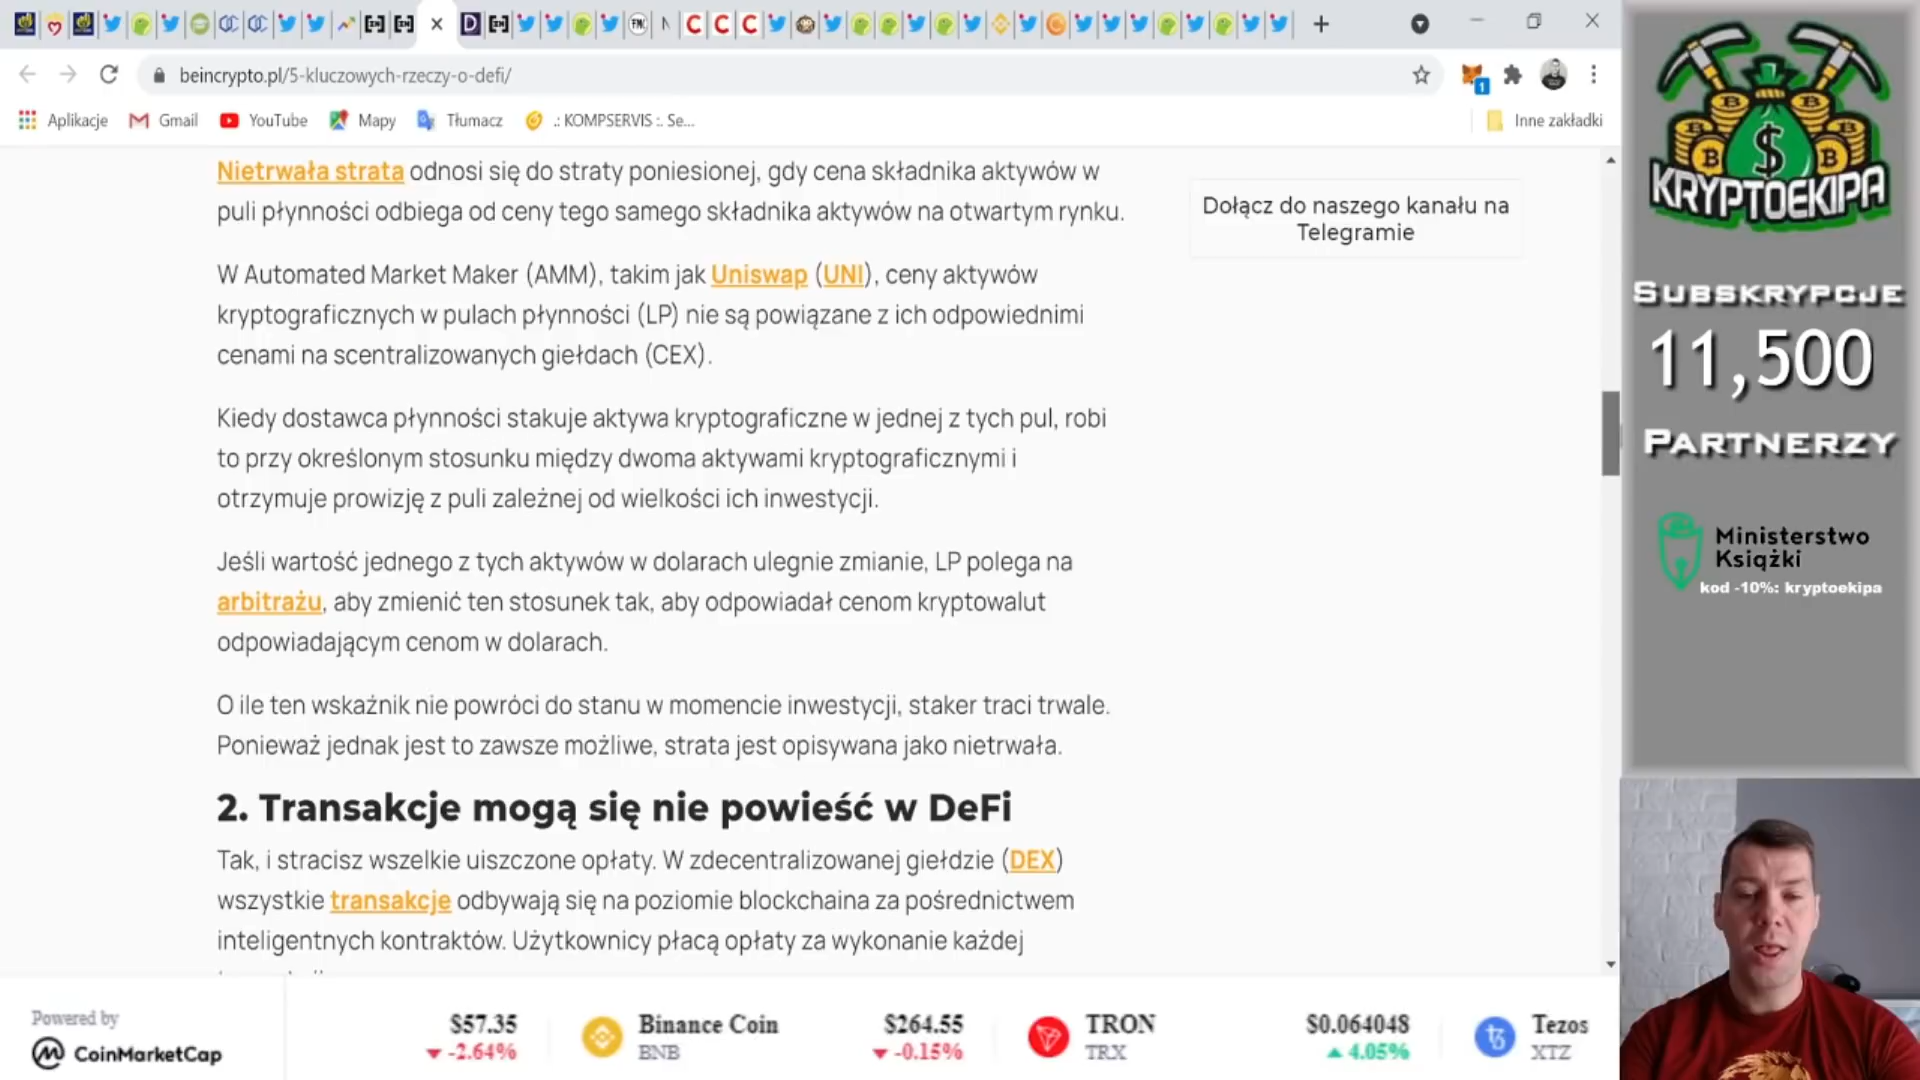 beincrypto.pl/5-kluczowych-rzeczy-o-defi/
Aplikacje Gmail YouTube Mapy Tłumacz .: KOMPSERVIS :. Se... Inne zakładki
Nietrwała strata odnosi się do straty poniesionej, gdy cena składnika aktywów w
puli płynności odbiega od ceny tego samego składnika aktywów na otwartym rynku.
W Automated Market Maker (AMM), takim jak Uniswap (UNI), ceny aktywów
kryptograficznych w pulach płynności (LP) nie są powiązane z ich odpowiednimi
cenami na scentralizowanych giełdach (CEX).
Kiedy dostawca płynności stakuje aktywa kryptograficzne w jednej z tych pul, robi
to przy określonym stosunku między dwoma aktywami kryptograficznymi i
otrzymuje prowizję z puli zależnej od wielkości ich inwestycji.
Jeśli wartość jednego z tych aktywów w dolarach ulegnie zmianie, LP polega na
arbitrażu, aby zmienić ten stosunek tak, aby odpowiadał cenom kryptowalut
odpowiadającym cenom w dolarach.
O ile ten wskaźnik nie powróci do stanu w momencie inwestycji, staker traci trwale.
Ponieważ jednak jest to zawsze możliwe, strata jest opisywana jako nietrwała.
2. Transakcje mogą się nie powieść w DeFi
Tak, i stracisz wszelkie uiszczone opłaty. W zdecentralizowanej giełdzie (DEX)
wszystkie transakcje odbywają się na poziomie blockchaina za pośrednictwem
inteligentnych kontraktów. Użytkownicy płacą opłaty za wykonanie każdej
Dołącz do naszego kanału na
Telegramie
KRYPTOEKIPA
SUBSKRYPCJE
11,500
PARTNERZY
Ministerstwo
Książki
kod -10%: kryptoekipa
Powered by
CoinMarketCap
$57.35
-2.64%
Binance Coin
BNB
$264.55
-0.15%
TRON
TRX
$0.064048
4.05%
Tezos
XTZ